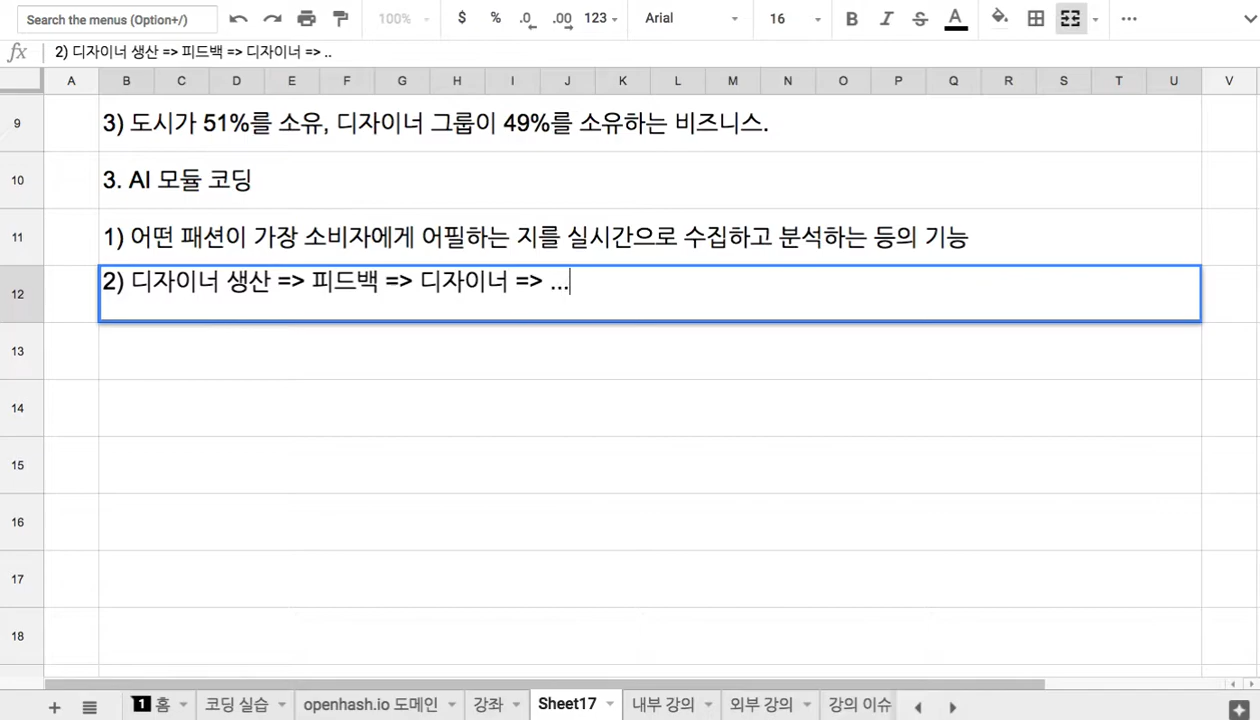 Search the menus (Option+/) 100% $ % .0 .00 123 Arial 16 B I S A ...
fx 2) 디자이너 생산 => 피드백 => 디자이너 => ..
A B C D E F G H I J K L M N O P Q R S T U V
9 3) 도시가 51%를 소유, 디자이너 그룹이 49%를 소유하는 비즈니스.
10 3. AI 모듈 코딩
11 1) 어떤 패션이 가장 소비자에게 어필하는 지를 실시간으로 수집하고 분석하는 등의 기능
12 2) 디자이너 생산 => 피드백 => 디자이너 => ...
13
14
15
16
17
18
1 홈 코딩 실습 openhash.io 도메인 강좌 Sheet17 내부 강의 외부 강의 강의 이슈